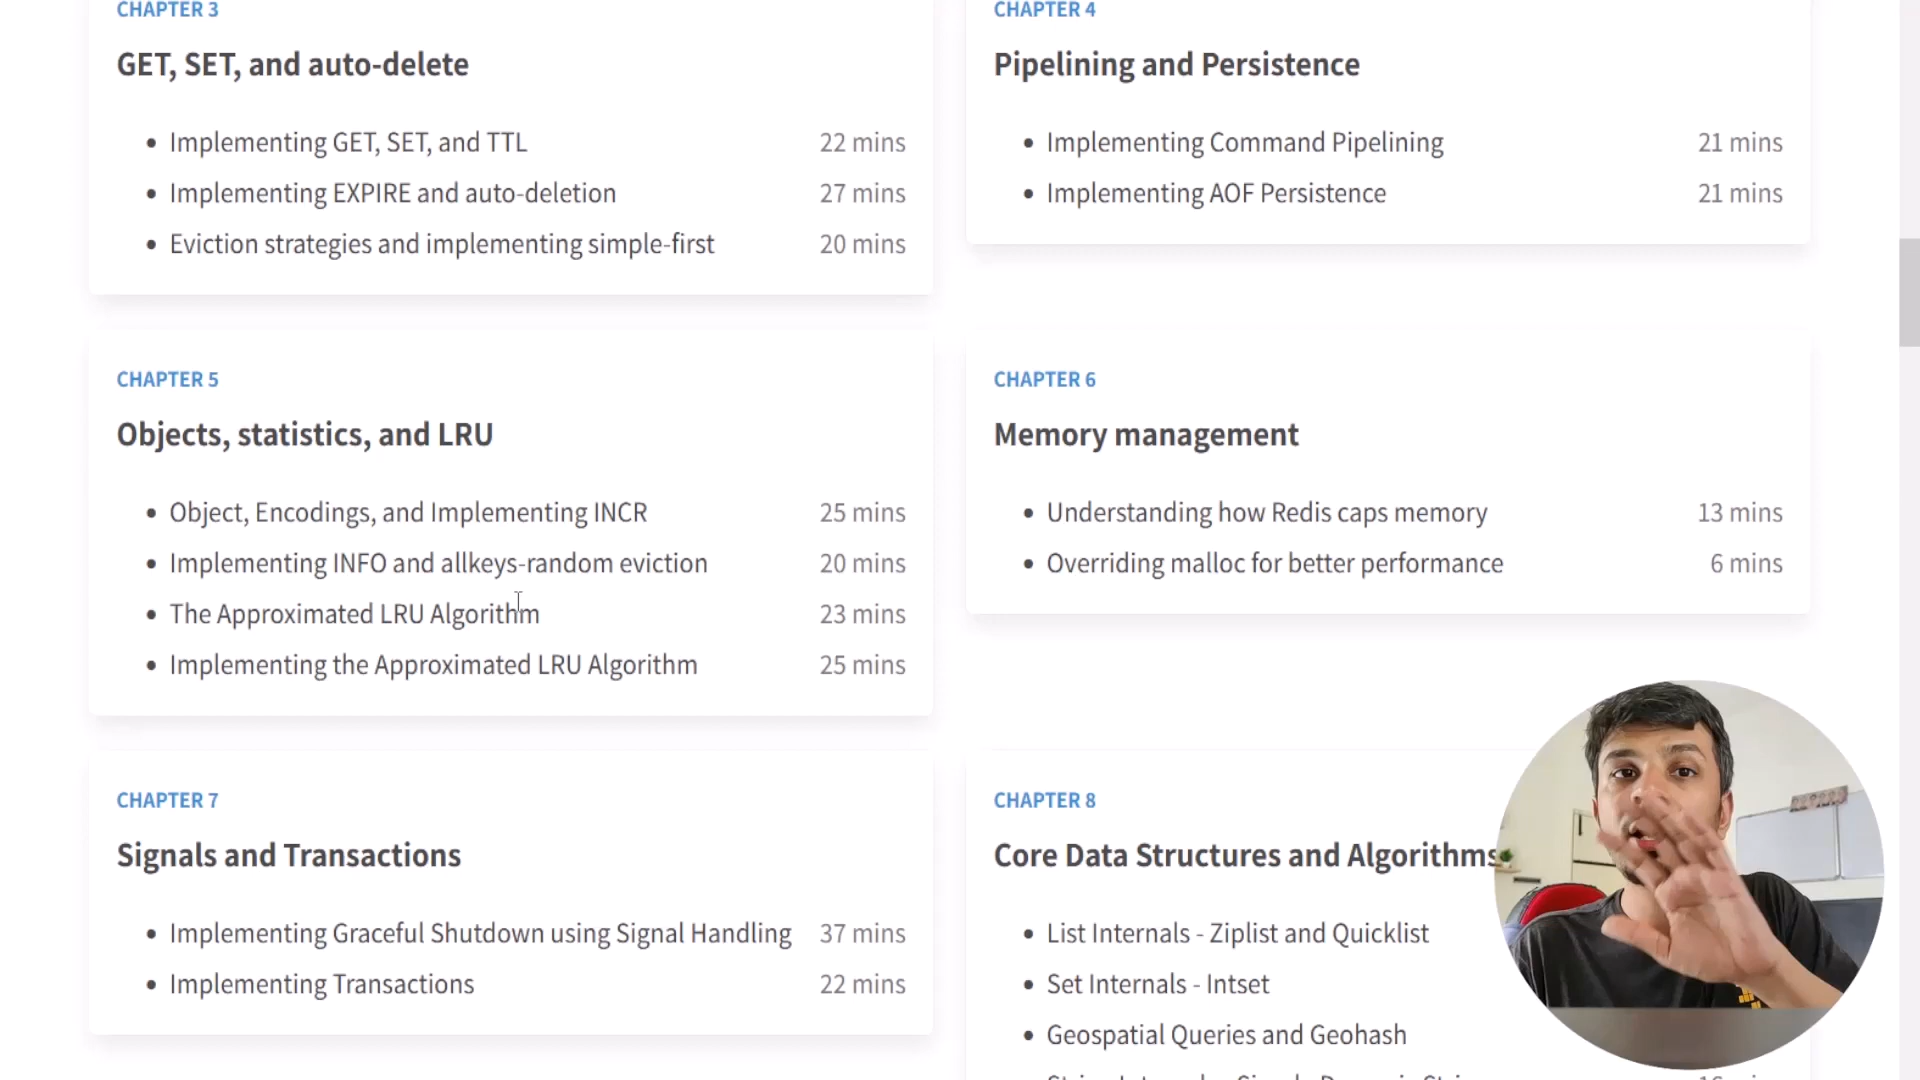 CHAPTER 3
GET, SET, and auto-delete
Implementing GET, SET, and TTL 22 mins
Implementing EXPIRE and auto-deletion 27 mins
Eviction strategies and implementing simple-first 20 mins
CHAPTER 4
Pipelining and Persistence
Implementing Command Pipelining 21 mins
Implementing AOF Persistence 21 mins
CHAPTER 5
Objects, statistics, and LRU
Object, Encodings, and Implementing INCR 25 mins
Implementing INFO and allkeys-random eviction 20 mins
The Approximated LRU Algorithm 23 mins
Implementing the Approximated LRU Algorithm 25 mins
CHAPTER 6
Memory management
Understanding how Redis caps memory 13 mins
Overriding malloc for better performance 6 mins
CHAPTER 7
Signals and Transactions
Implementing Graceful Shutdown using Signal Handling 37 mins
Implementing Transactions 22 mins
CHAPTER 8
Core Data Structures and Algorithms
List Internals - Ziplist and Quicklist
Set Internals - Intset
Geospatial Queries and Geohash